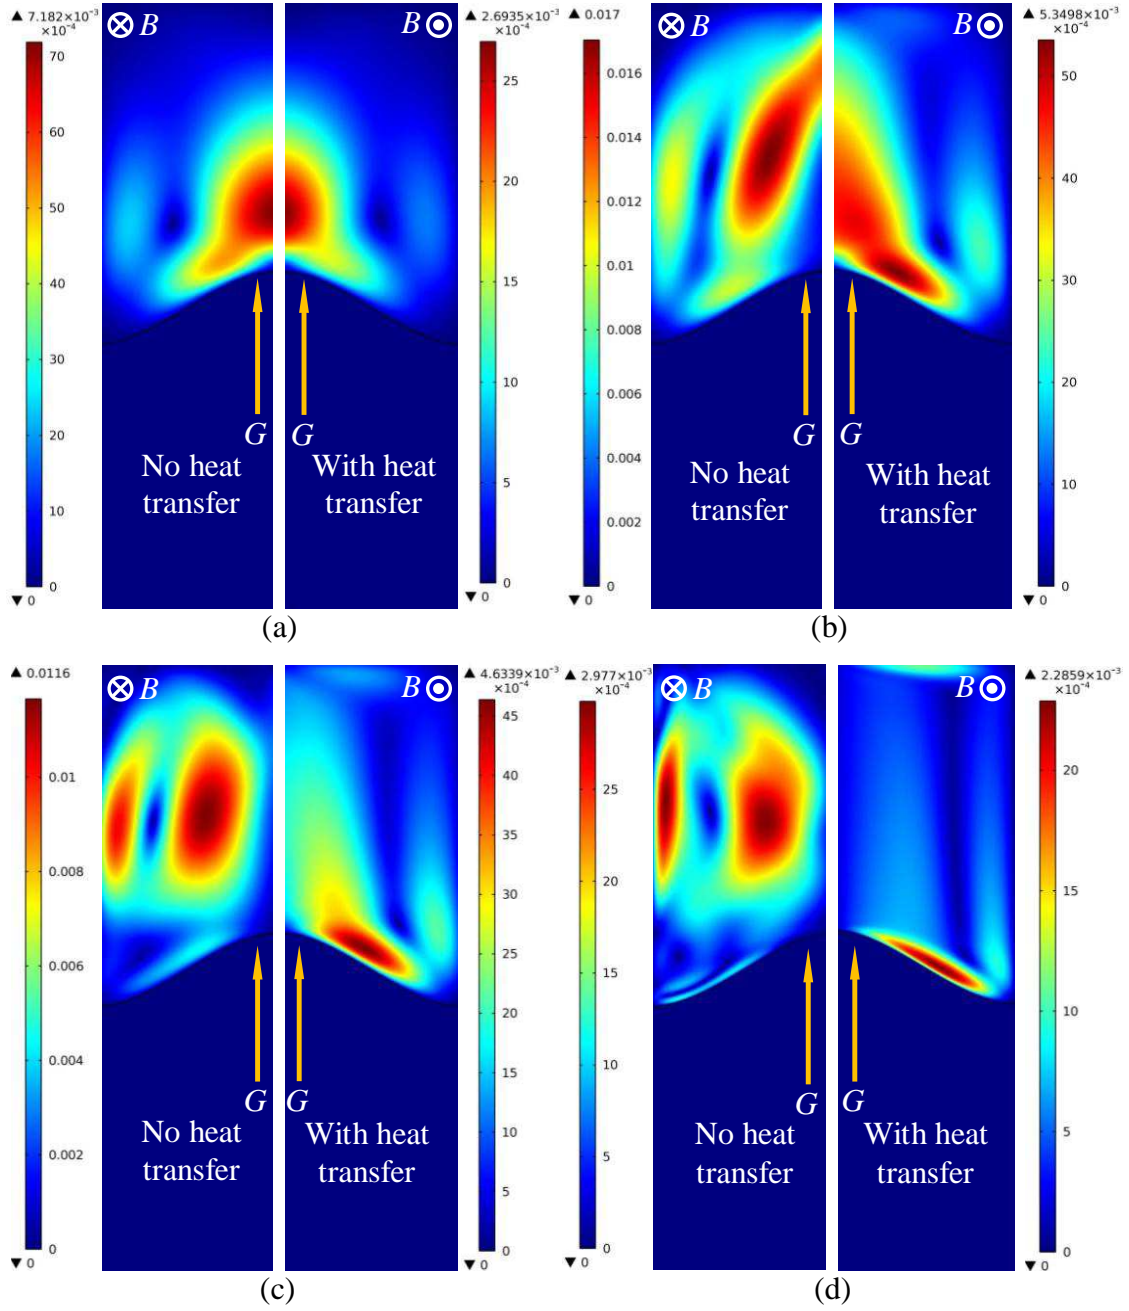 ▲ 7.182×10⁻³
×10⁻⁴
70
60
50
40
30
20
10
0
▼ 0
⊗ B
B ⊙
G
G
No heat
transfer
With heat
transfer
▲ 2.6935×10⁻³
×10⁻⁴
25
20
15
10
5
0
▼ 0
(a)
▲ 0.017
0.016
0.014
0.012
0.01
0.008
0.006
0.004
0.002
0
▼ 0
⊗ B
B ⊙
G
G
No heat
transfer
With heat
transfer
▲ 5.3498×10⁻³
×10⁻⁴
50
40
30
20
10
0
▼ 0
(b)
▲ 0.0116
0.01
0.008
0.006
0.004
0.002
0
▼ 0
⊗ B
B ⊙
G
G
No heat
transfer
With heat
transfer
▲ 4.6339×10⁻³
×10⁻⁴
45
40
35
30
25
20
15
10
5
0
▼ 0
(c)
▲ 2.977×10⁻³
×10⁻⁴
25
20
15
10
5
0
▼ 0
⊗ B
B ⊙
G
G
No heat
transfer
With heat
transfer
▲ 2.2859×10⁻³
×10⁻⁴
20
15
10
5
0
▼ 0
(d)